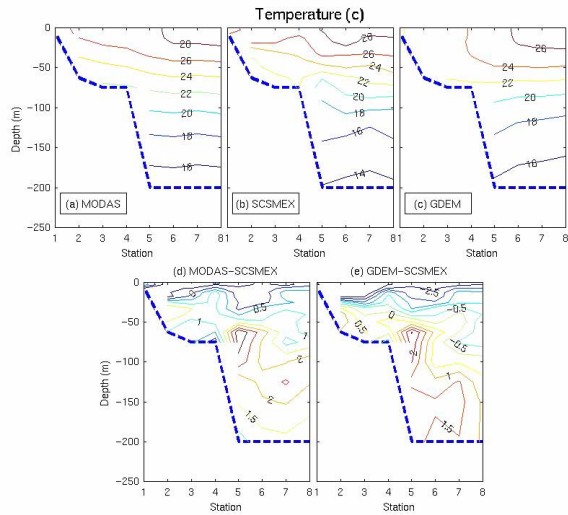 Temperature (c)
0
-50
-100
-150
-200
-250
Depth (m)
28
26
24
22
20
18
16
(a) MODAS
1 2 3 4 5 6 7 8
Station
28
26
24
22
20
18
16
14
(b) SCSMEX
1 2 3 4 5 6 7 8
Station
28
26
24
22
20
18
16
(c) GDEM
1 2 3 4 5 6 7 8
Station
(d) MODAS-SCSMEX
0
-50
-100
-150
-200
-250
Depth (m)
0.5
1
1
2
1.5
1 2 3 4 5 6 7 8
Station
(e) GDEM-SCSMEX
-2.5
-0.5
0
0.5
-0.5
2
1
1.5
1 2 3 4 5 6 7 8
Station